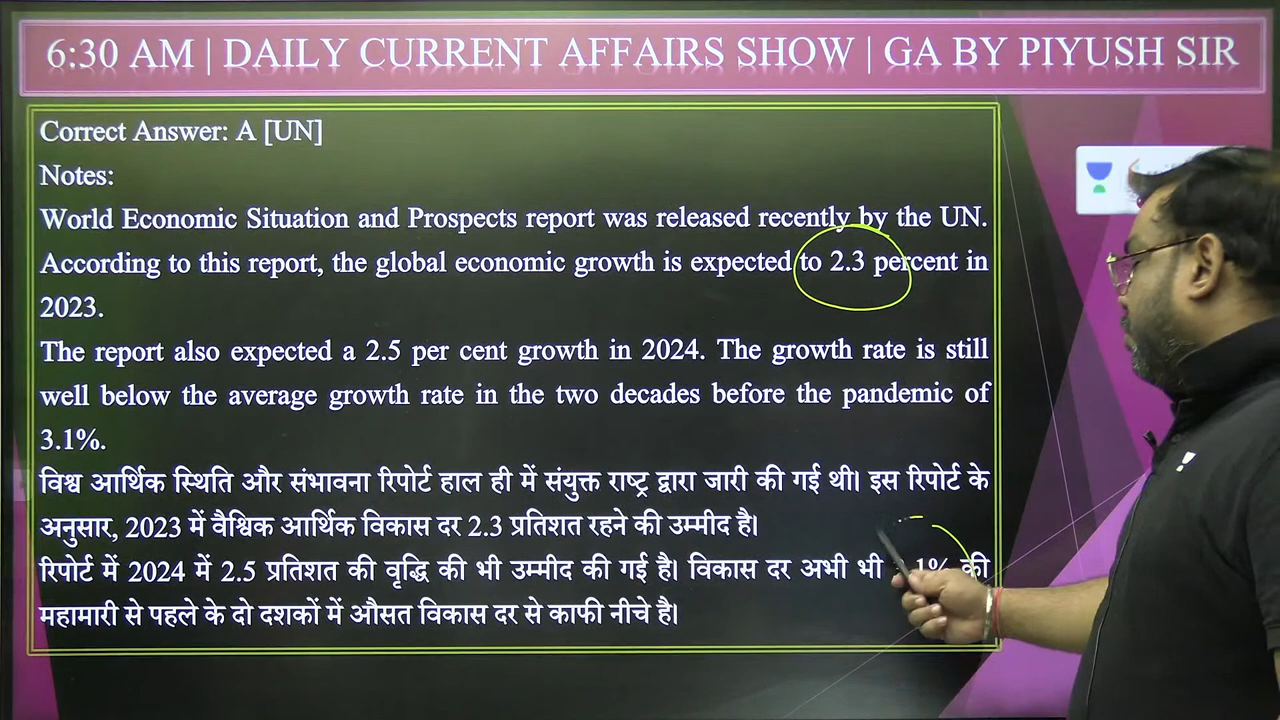 6:30 AM | DAILY CURRENT AFFAIRS SHOW | GA BY PIYUSH SIR
Correct Answer: A [UN]
Notes:
World Economic Situation and Prospects report was released recently by the UN.
According to this report, the global economic growth is expected to 2.3 percent in
2023.
The report also expected a 2.5 per cent growth in 2024. The growth rate is still
well below the average growth rate in the two decades before the pandemic of
3.1%.
विश्व आर्थिक स्थिति और संभावना रिपोर्ट हाल ही में संयुक्त राष्ट्र द्वारा जारी की गई थी। इस रिपोर्ट के
अनुसार, 2023 में वैश्विक आर्थिक विकास दर 2.3 प्रतिशत रहने की उम्मीद है।
रिपोर्ट में 2024 में 2.5 प्रतिशत की वृद्धि की भी उम्मीद की गई है। विकास दर अभी भी की
महामारी से पहले के दो दशकों में औसत विकास दर से काफी नीचे है।